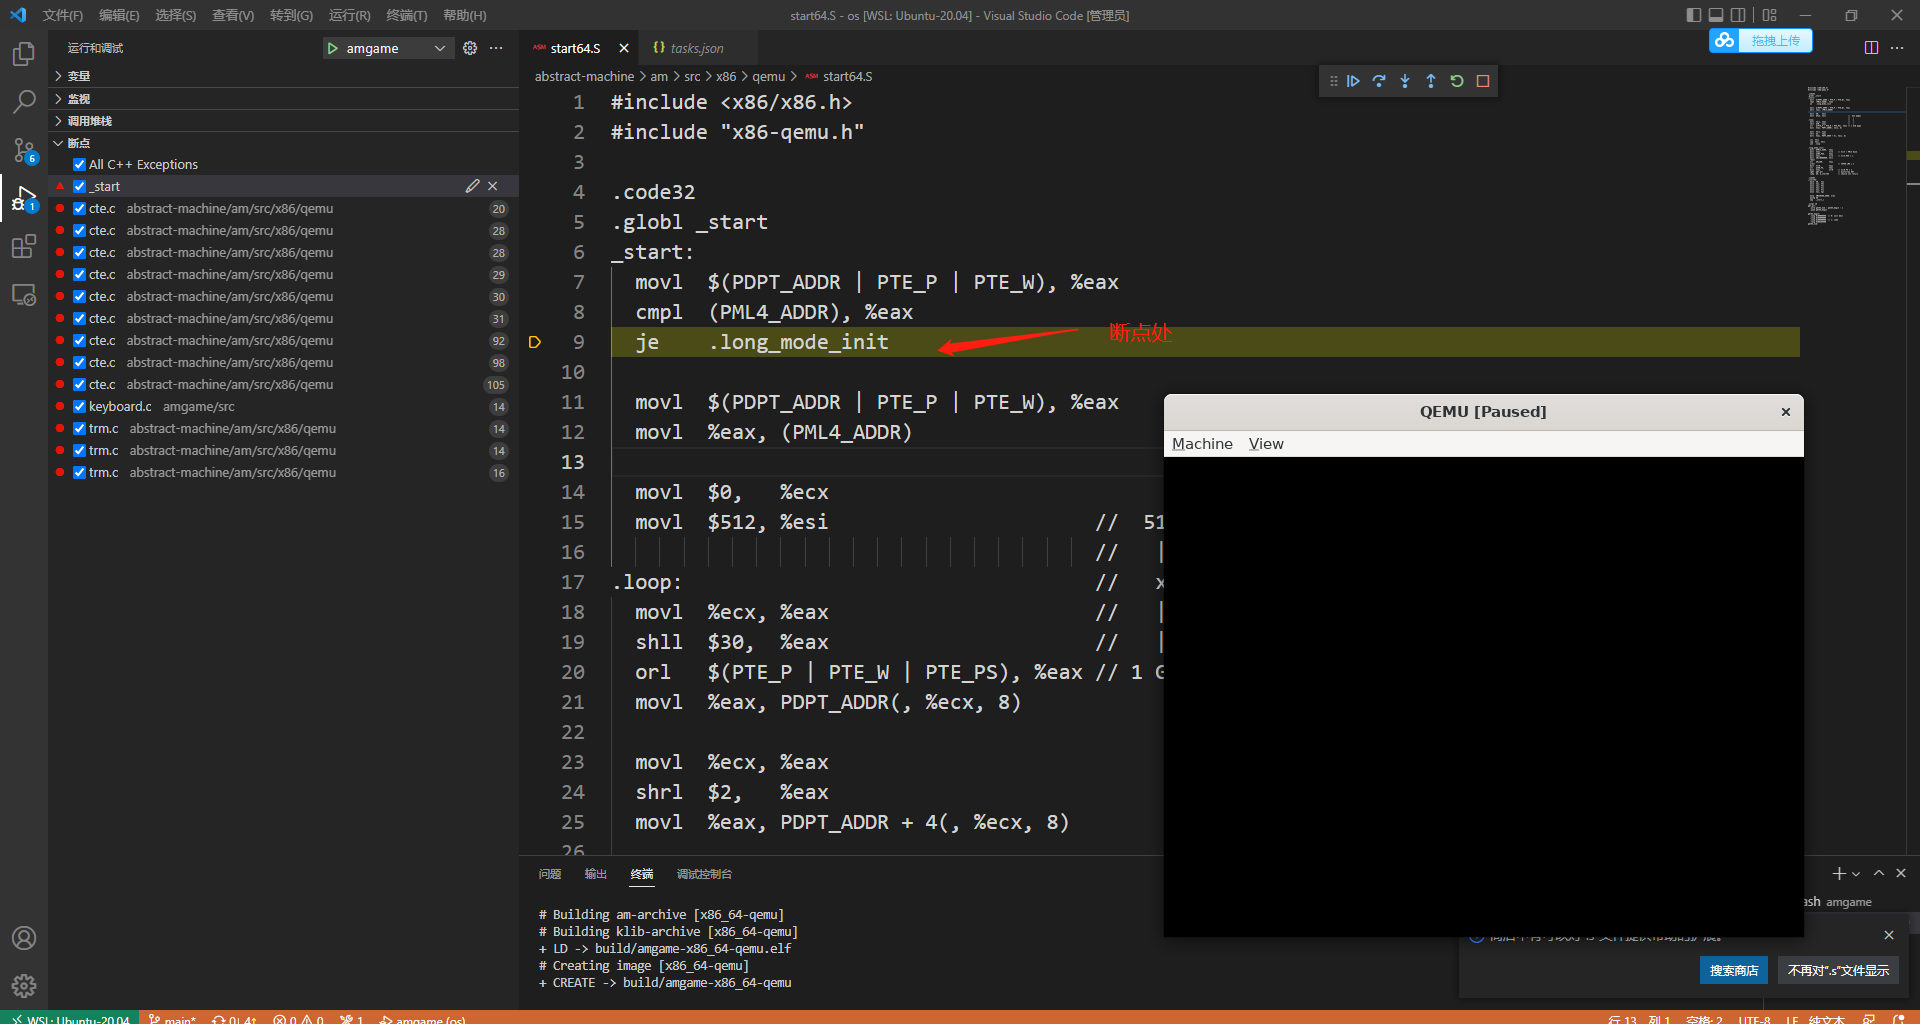 文件(F) 编辑(E) 选择(S) 查看(V) 转到(G) 运行(R) 终端(T) 帮助(H)
start64.S - os [WSL: Ubuntu-20.04] - Visual Studio Code [管理员]
运行和调试
amgame
start64.S
tasks.json
拖拽上传
abstract-machine > am > src > x86 > qemu > ASM start64.S
变量
监视
调用堆栈
断点
All C++ Exceptions
_start
cte.c abstract-machine/am/src/x86/qemu 20
cte.c abstract-machine/am/src/x86/qemu 28
cte.c abstract-machine/am/src/x86/qemu 28
cte.c abstract-machine/am/src/x86/qemu 29
cte.c abstract-machine/am/src/x86/qemu 30
cte.c abstract-machine/am/src/x86/qemu 31
cte.c abstract-machine/am/src/x86/qemu 92
cte.c abstract-machine/am/src/x86/qemu 98
cte.c abstract-machine/am/src/x86/qemu 105
keyboard.c amgame/src 14
trm.c abstract-machine/am/src/x86/qemu 14
trm.c abstract-machine/am/src/x86/qemu 14
trm.c abstract-machine/am/src/x86/qemu 16
6
1
1 #include <x86/x86.h>
2 #include "x86-qemu.h"
3
4 .code32
5 .globl _start
6 _start:
7 movl $(PDPT_ADDR | PTE_P | PTE_W), %eax
8 cmpl (PML4_ADDR), %eax
9 je .long_mode_init
断点处
10
11 movl $(PDPT_ADDR | PTE_P | PTE_W), %eax
12 movl %eax, (PML4_ADDR)
13
14 movl $0, %ecx
15 movl $512, %esi // 51
16 // |
17 .loop: // x
18 movl %ecx, %eax // |
19 shll $30, %eax // |
20 orl $(PTE_P | PTE_W | PTE_PS), %eax // 1 G
21 movl %eax, PDPT_ADDR(, %ecx, 8)
22
23 movl %ecx, %eax
24 shrl $2, %eax
25 movl %eax, PDPT_ADDR + 4(, %ecx, 8)
26
QEMU [Paused]
Machine View
问题 输出 终端 调试控制台
# Building am-archive [x86_64-qemu]
# Building klib-archive [x86_64-qemu]
+ LD -> build/amgame-x86_64-qemu.elf
# Creating image [x86_64-qemu]
+ CREATE -> build/amgame-x86_64-qemu
ash amgame
搜索商店
不再对“.s”文件显示
WSL: Ubuntu-20.04 main* 0↓ 4↑ 0 0 1 amgame (os)
行 13, 列 1 空格: 2 UTF-8 LF 纯文本